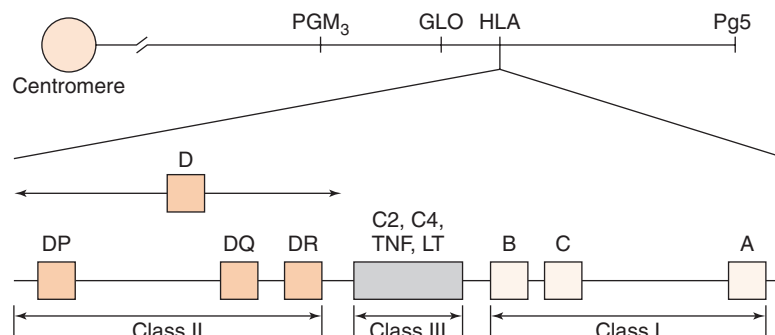 PGM3 GLO HLA Pg5
Centromere
D
C2, C4,
DP DQ DR TNF, LT B C A
Class II Class III Class I